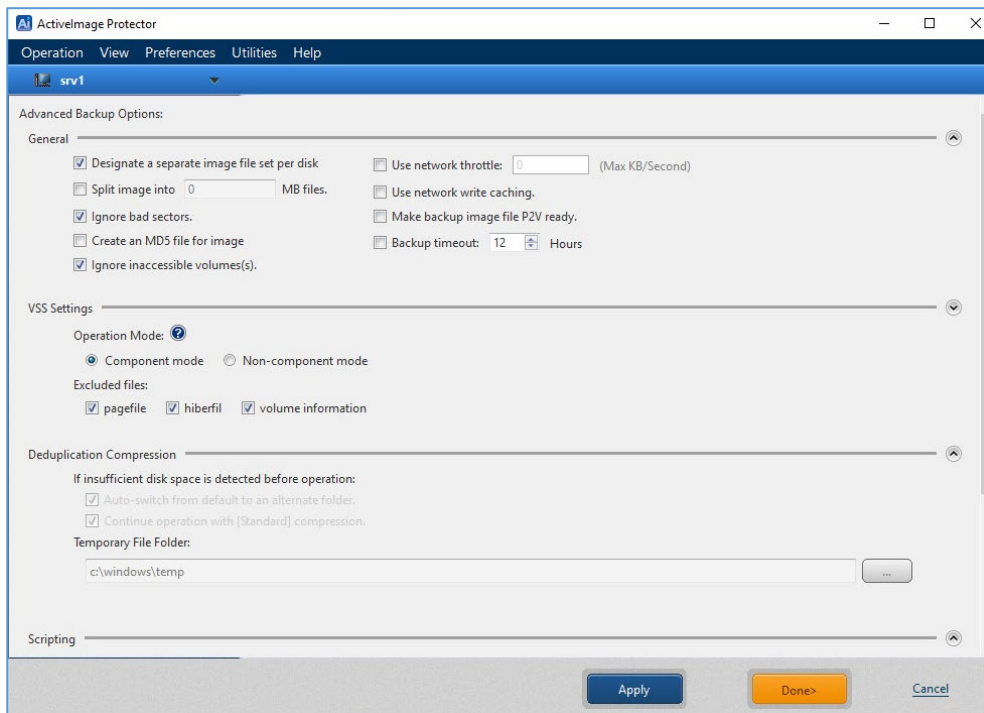 ActiveImage Protector
Operation View Preferences Utilities Help
srv1
Advanced Backup Options:
General
Designate a separate image file set per disk
Use network throttle: 0 (Max KB/Second)
Split image into 0 MB files.
Use network write caching.
Ignore bad sectors.
Make backup image file P2V ready.
Create an MD5 file for image
Backup timeout: 12 Hours
Ignore inaccessible volumes(s).
VSS Settings
Operation Mode: ?
Component mode Non-component mode
Excluded files:
pagefile hiberfil volume information
Deduplication Compression
If insufficient disk space is detected before operation:
Auto-switch from default to an alternate folder.
Continue operation with [Standard] compression.
Temporary File Folder:
c:\windows\temp ...
Scripting
Apply Done> Cancel